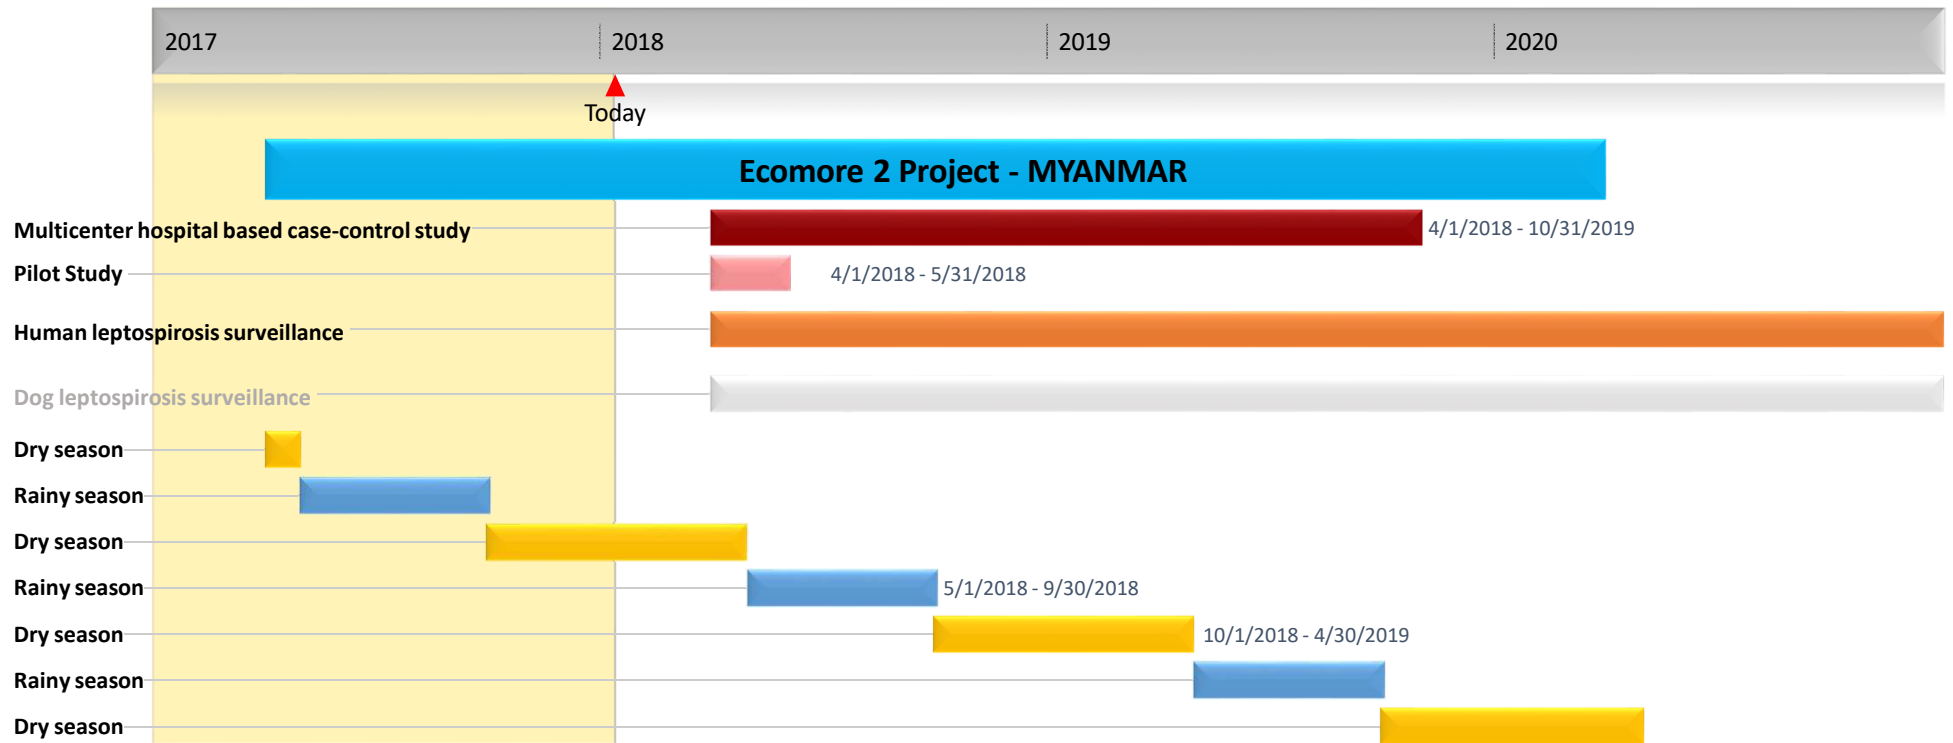 2017 2018 2019 2020
Today
Ecomore 2 Project - MYANMAR
Multicenter hospital based case-control study 4/1/2018 - 10/31/2019
Pilot Study 4/1/2018 - 5/31/2018
Human leptospirosis surveillance
Dog leptospirosis surveillance
Dry season
Rainy season
Dry season
Rainy season 5/1/2018 - 9/30/2018
Dry season 10/1/2018 - 4/30/2019
Rainy season
Dry season